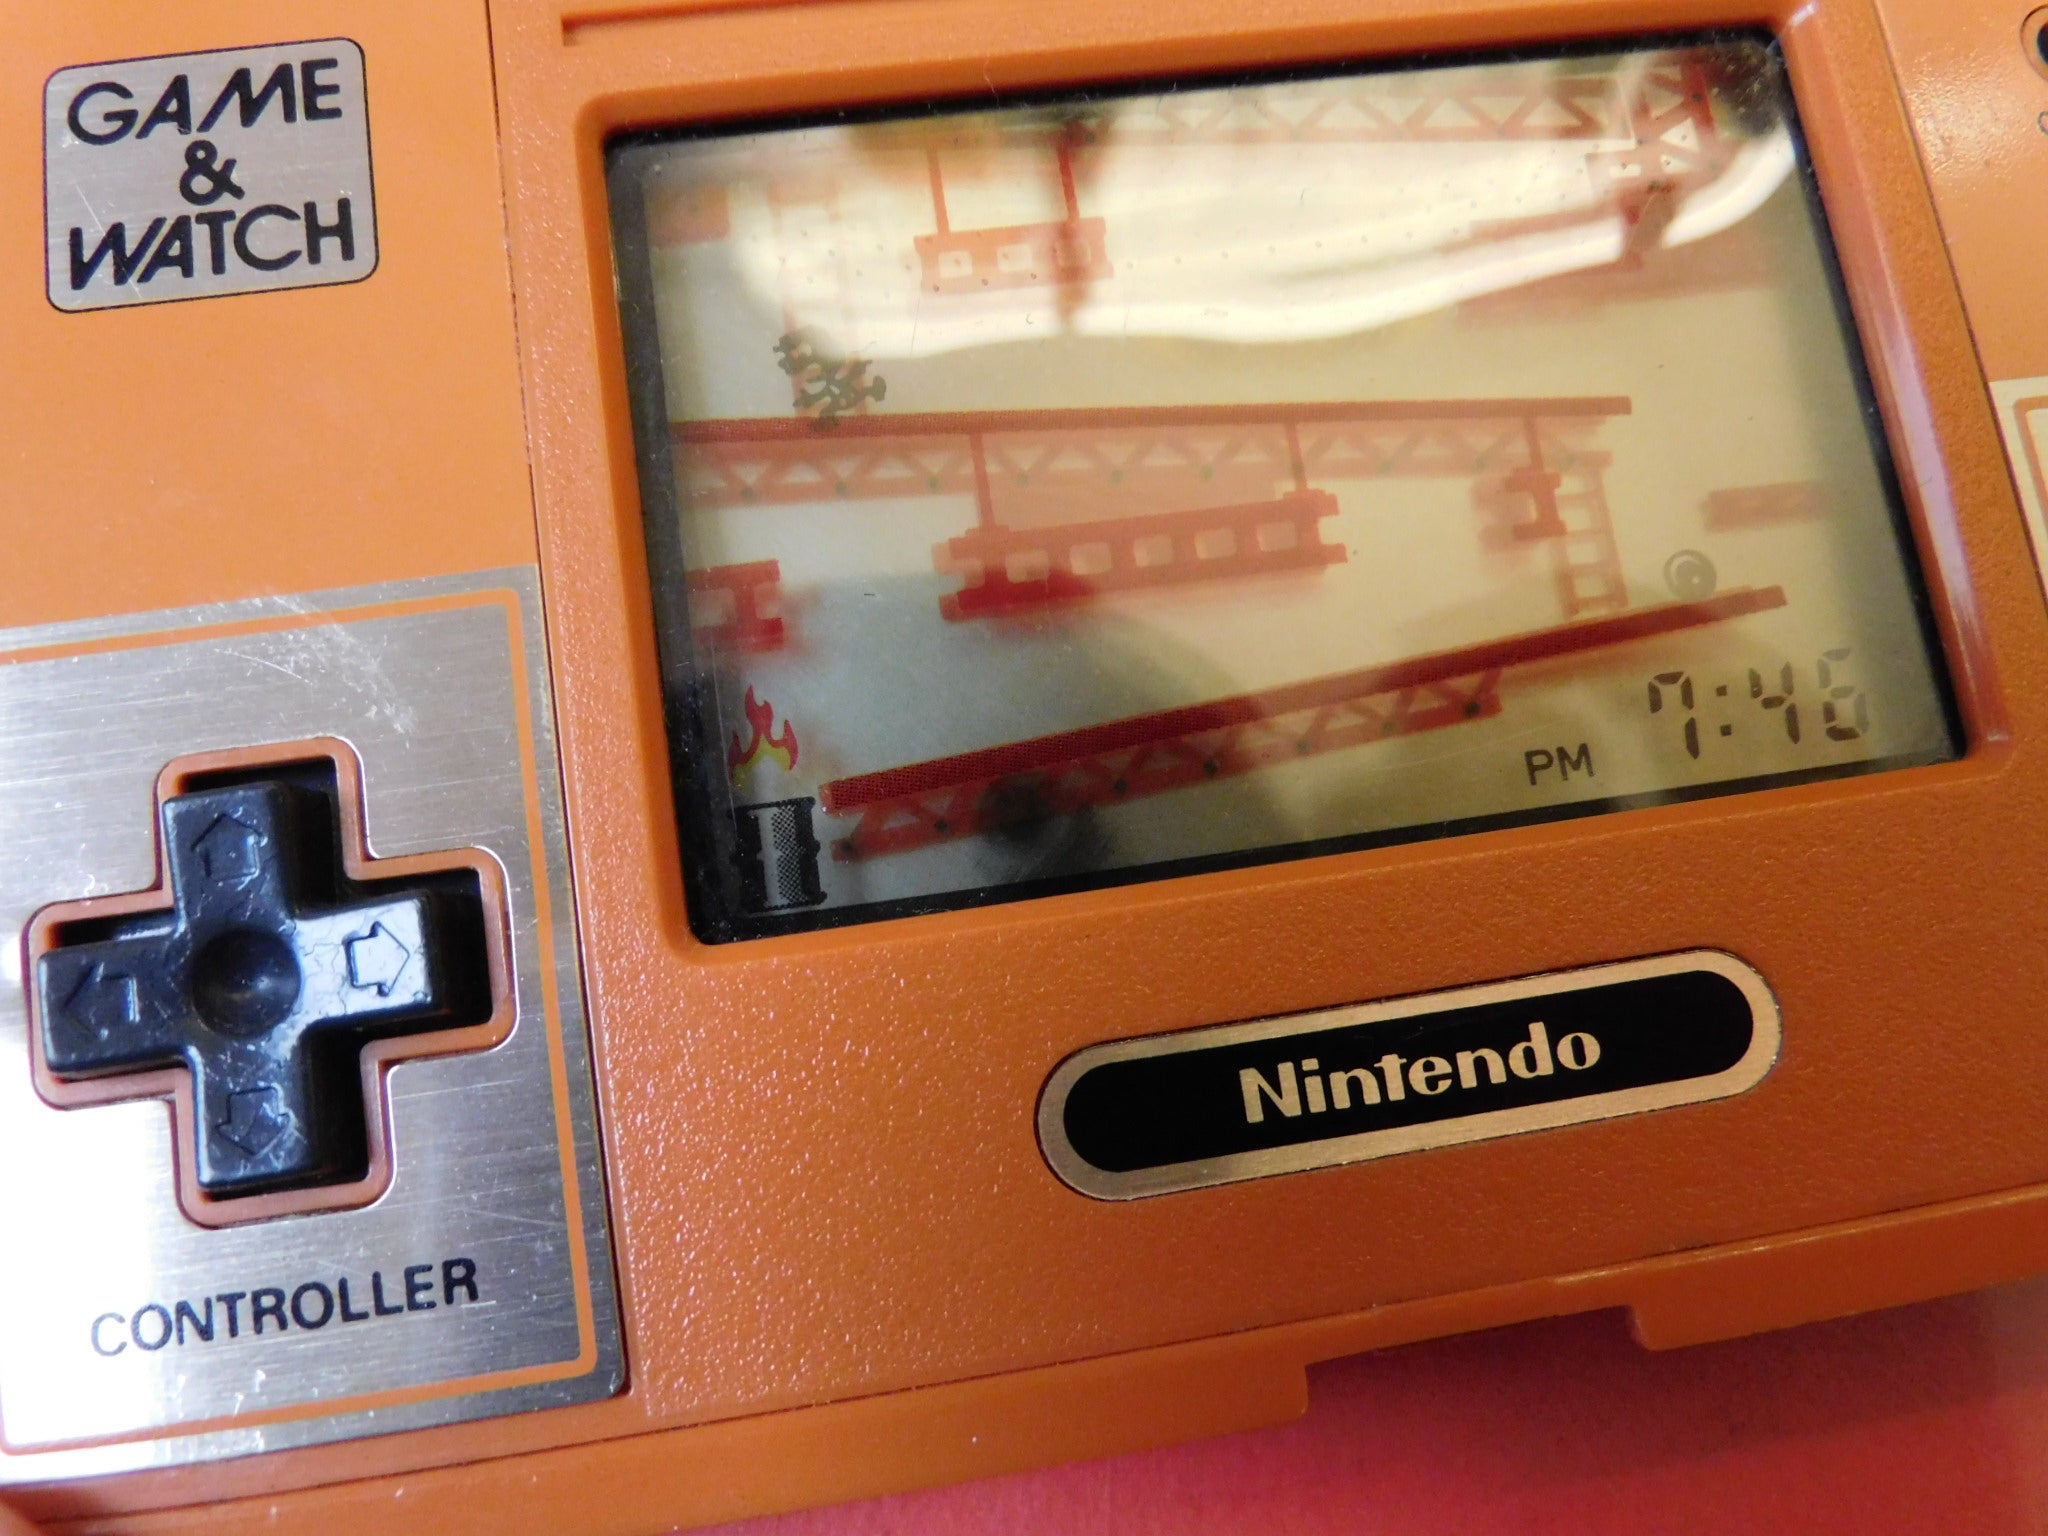 GAME
&
WATCH
PM 7:46
Nintendo
CONTROLLER